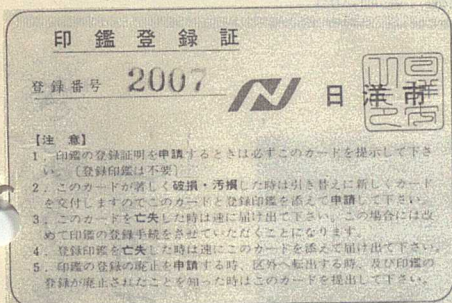 印鑑登録証
登録番号 2007
日洋市
【注 意】
1．印鑑の登録証明を申請するときは必ずこのカードを提示して下さ
い。（登録印鑑は不要）
2．このカードが著しく破損・汚損した時は引き替えに新しくカード
を交付しますのでこのカードと登録印鑑を添えて申請して下さい。
3．このカードを亡失した時は速に届け出て下さい。この場合には改
めて印鑑の登録手続をさせていただくことになります。
4．登録印鑑を亡失した時は速にこのカードを添えて届け出て下さい。
5．印鑑の登録の廃止を申請する時、区外へ転出する時、及び印鑑の
登録が廃止されたことを知った時はこのカードを提出して下さい。